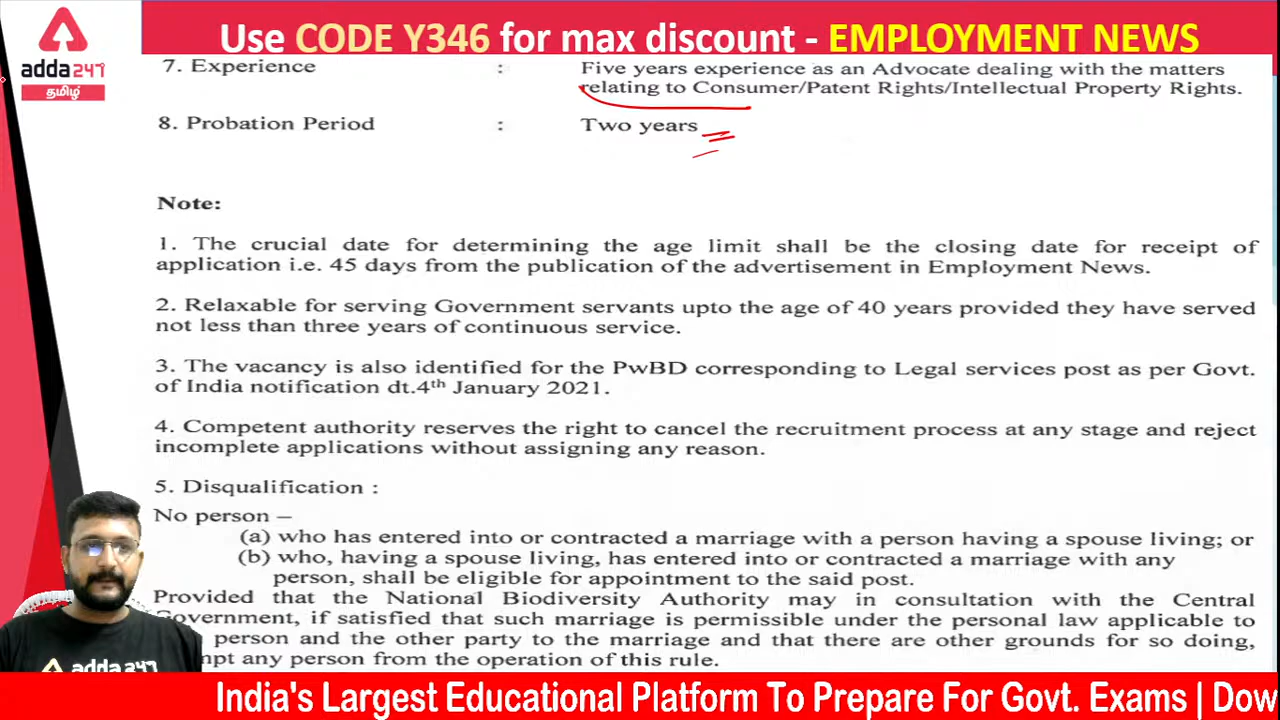 Use CODE Y346 for max discount - EMPLOYMENT NEWS
adda247
தமிழ்
7. Experience : Five years experience as an Advocate dealing with the matters
relating to Consumer/Patent Rights/Intellectual Property Rights.
8. Probation Period : Two years
Note:
1. The crucial date for determining the age limit shall be the closing date for receipt of
application i.e. 45 days from the publication of the advertisement in Employment News.
2. Relaxable for serving Government servants upto the age of 40 years provided they have served
not less than three years of continuous service.
3. The vacancy is also identified for the PwBD corresponding to Legal services post as per Govt.
of India notification dt.4th January 2021.
4. Competent authority reserves the right to cancel the recruitment process at any stage and reject
incomplete applications without assigning any reason.
5. Disqualification :
No person –
(a) who has entered into or contracted a marriage with a person having a spouse living; or
(b) who, having a spouse living, has entered into or contracted a marriage with any
person, shall be eligible for appointment to the said post.
Provided that the National Biodiversity Authority may in consultation with the Central
overnment, if satisfied that such marriage is permissible under the personal law applicable to
person and the other party to the marriage and that there are other grounds for so doing,
mpt any person from the operation of this rule.
adda247
India's Largest Educational Platform To Prepare For Govt. Exams | Dow